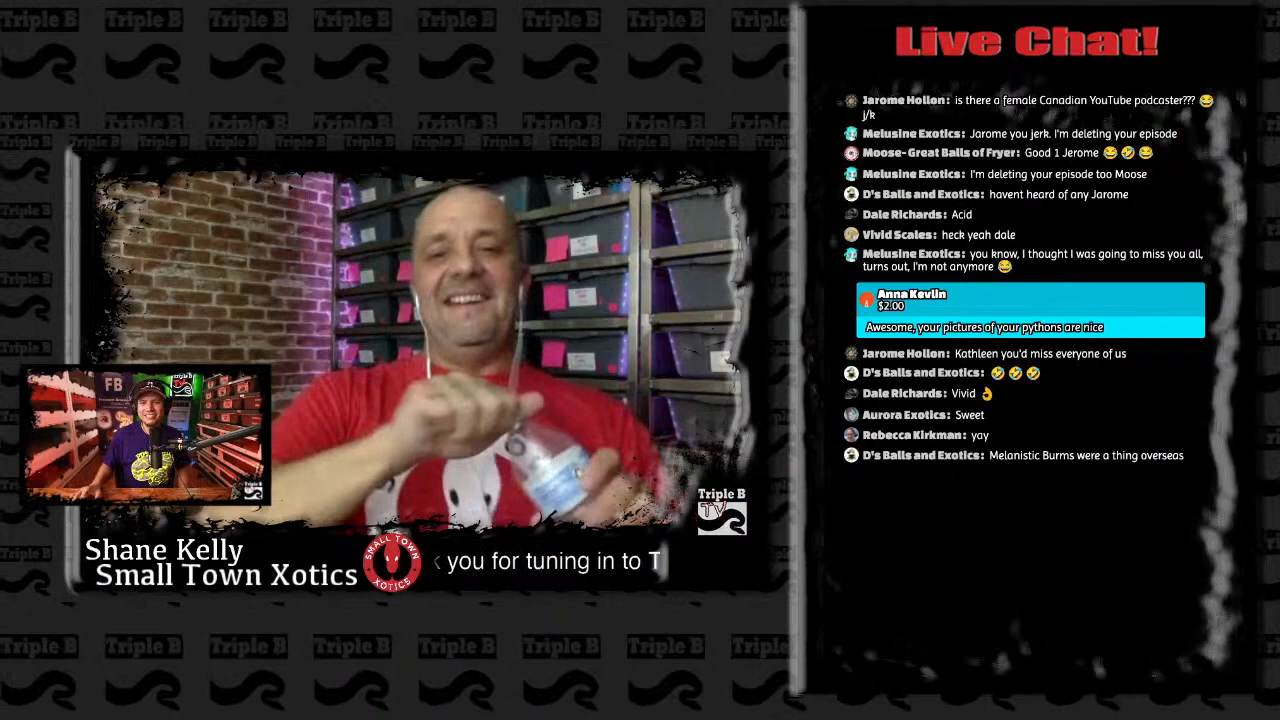 Triple B
Live Chat!
Jarome Hollon: is there a female Canadian YouTube podcaster??? 😂
j/k
Melusine Exotics: Jarome you jerk. I'm deleting your episode
Moose-Great Balls of Fryer: Good 1 Jerome 😂 🤣 😂
Melusine Exotics: I'm deleting your episode too Moose
D's Balls and Exotics: havent heard of any Jarome
Dale Richards: Acid
Vivid Scales: heck yeah dale
Melusine Exotics: you know, I thought I was going to miss you all,
turns out, I'm not anymore 😂
Anna Kevlin
$2.00
Awesome, your pictures of your pythons are nice
Jarome Hollon: Kathleen you'd miss everyone of us
D's Balls and Exotics: 🤣 🤣 🤣
Dale Richards: Vivid 👌
Aurora Exotics: Sweet
Rebecca Kirkman: yay
D's Balls and Exotics: Melanistic Burms were a thing overseas
FB
Triple B
TV
Shane Kelly
Small Town Xotics
SMALL TOWN
XOTICS
you for tuning in to T